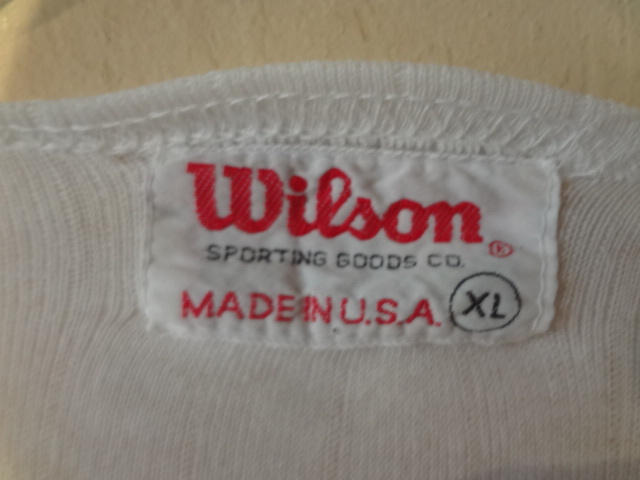 Wilson ®
SPORTING GOODS CO.
MADE IN U.S.A. XL